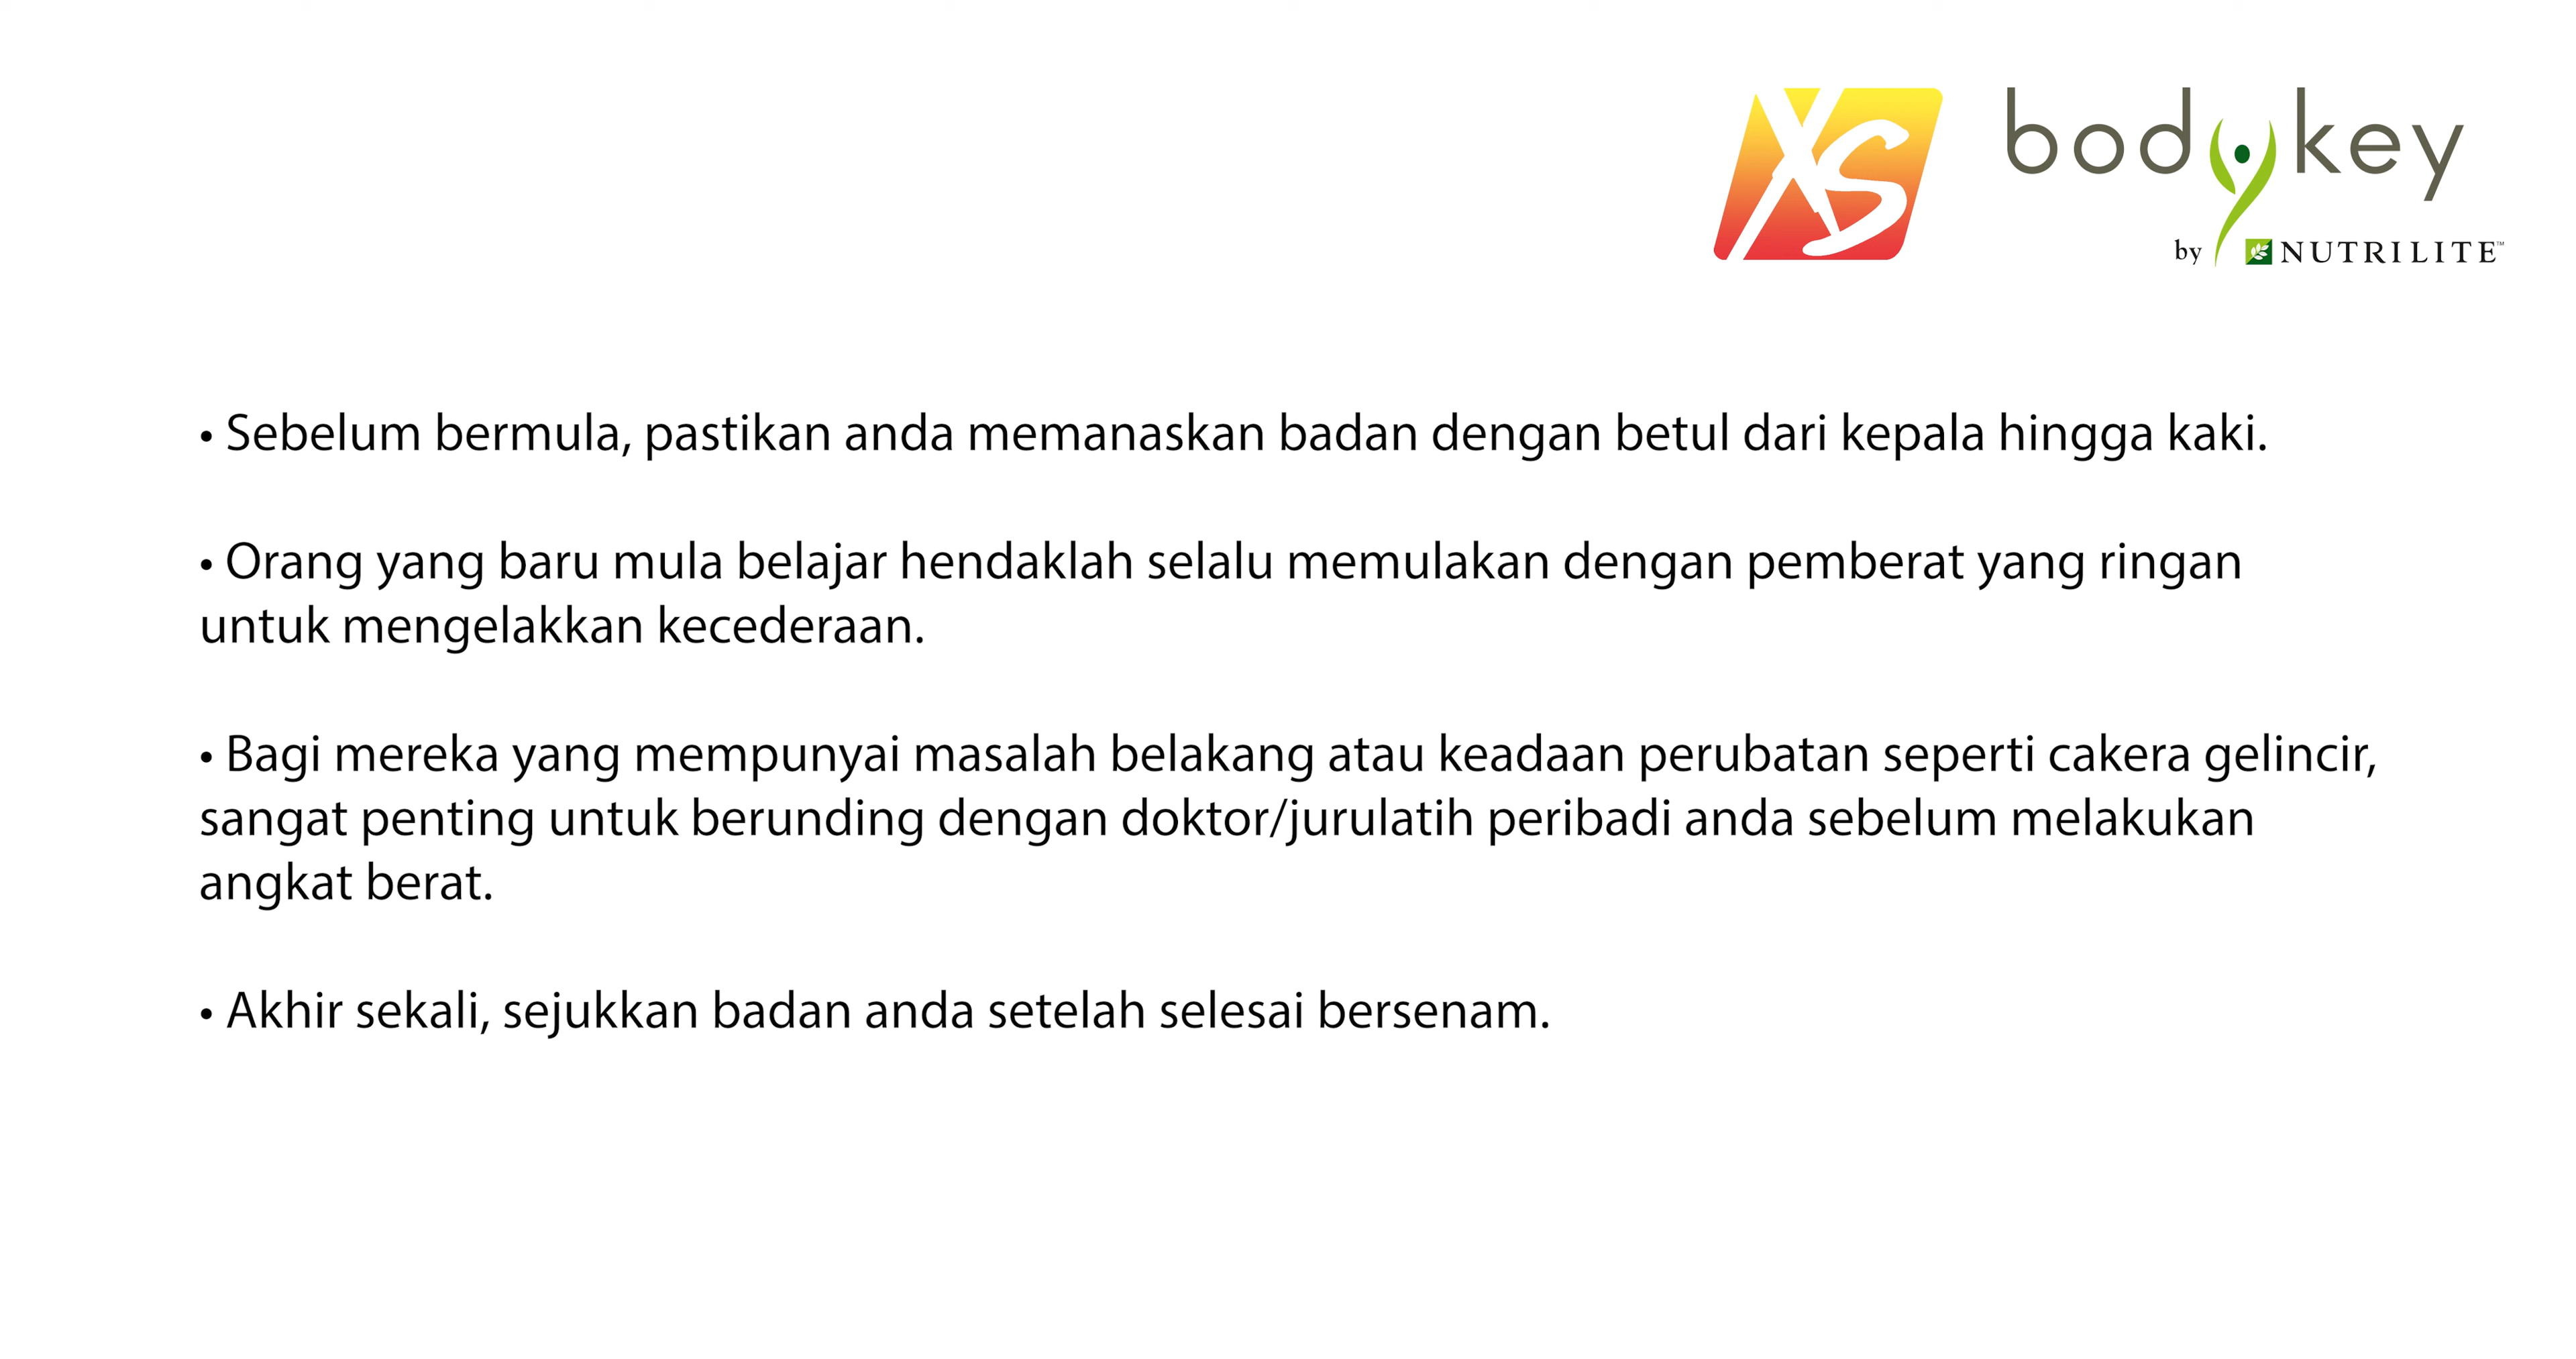 XS
bodykey
by NUTRILITE™
• Sebelum bermula, pastikan anda memanaskan badan dengan betul dari kepala hingga kaki.
• Orang yang baru mula belajar hendaklah selalu memulakan dengan pemberat yang ringan
untuk mengelakkan kecederaan.
• Bagi mereka yang mempunyai masalah belakang atau keadaan perubatan seperti cakera gelincir,
sangat penting untuk berunding dengan doktor/jurulatih peribadi anda sebelum melakukan
angkat berat.
• Akhir sekali, sejukkan badan anda setelah selesai bersenam.